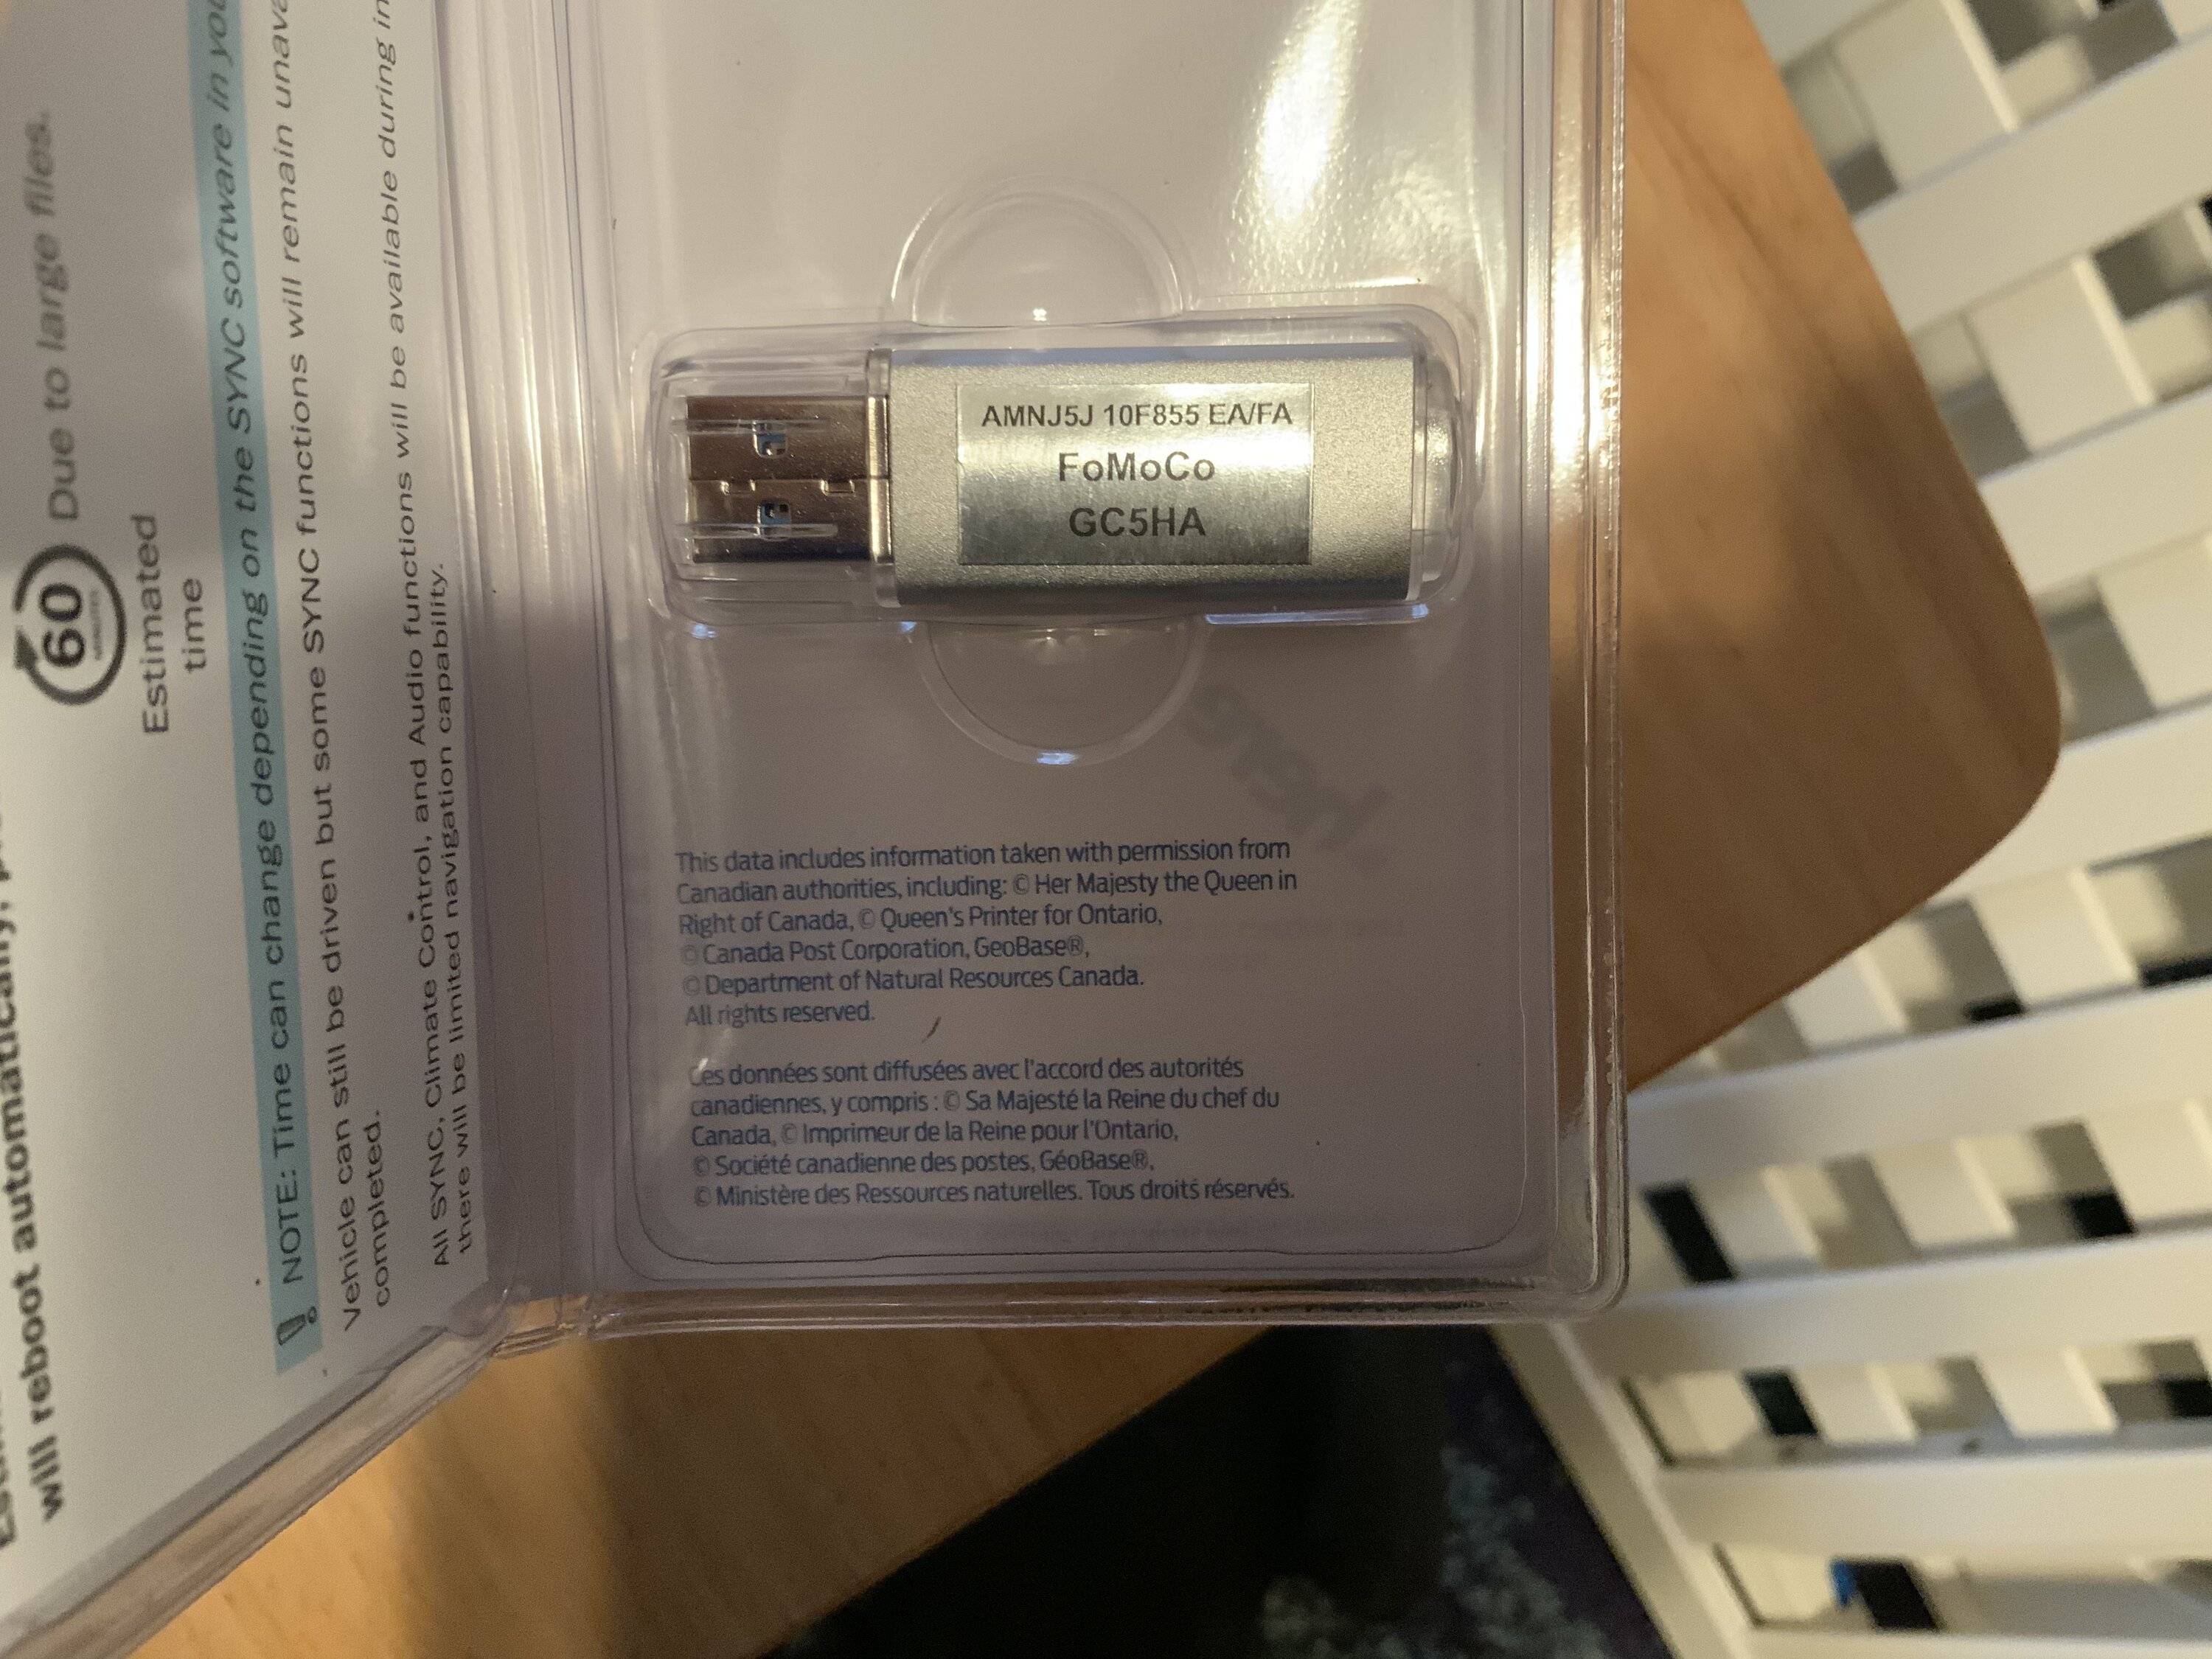 will reboot automatically,
60 Due to large files.
MINUTES
Estimated
time
NOTE: Time can change depending on the SYNC software in
Vehicle can still be driven but some SYNC functions will remain
completed.
All SYNC, Climate Control, and Audio functions will be available during
there will be limited navigation capability.
AMNJ5J 10F855 EA/FA
FoMoCo
GC5HA
This data includes information taken with permission from
Canadian authorities, including: © Her Majesty the Queen in
Right of Canada, © Queen's Printer for Ontario,
© Canada Post Corporation, GeoBase®,
© Department of Natural Resources Canada.
All rights reserved.
Ces données sont diffusées avec l'accord des autorités
canadiennes, y compris : © Sa Majesté la Reine du chef du
Canada, © Imprimeur de la Reine pour l'Ontario,
© Société canadienne des postes, GéoBase®,
© Ministère des Ressources naturelles. Tous droits réservés.